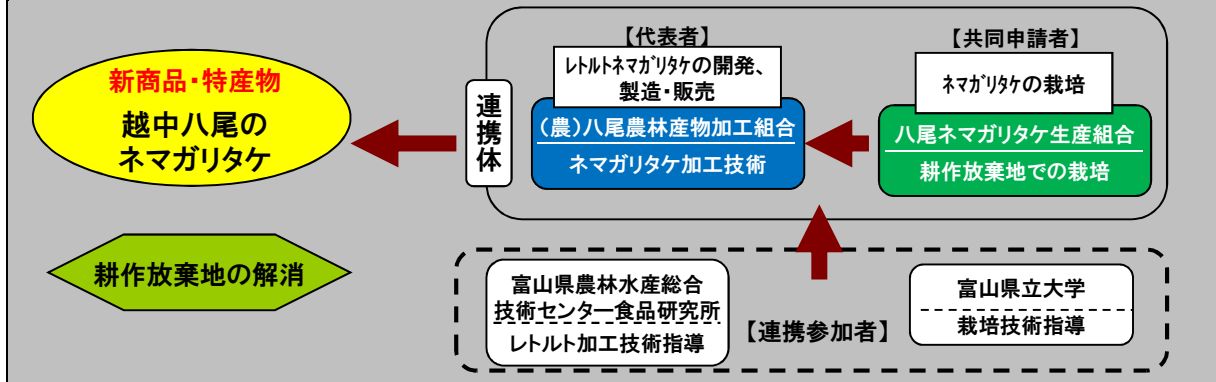 新商品・特産物
越中八尾の
ネマガリタケ
耕作放棄地の解消
連携体
【代表者】
ﾚﾄﾙﾄﾈﾏｶﾞﾘﾀｹの開発、
製造・販売
（農）八尾農林産物加工組合
ネマガリタケ加工技術
【共同申請者】
ﾈﾏｶﾞﾘﾀｹの栽培
八尾ネマガリタケ生産組合
耕作放棄地での栽培
富山県農林水産総合
技術センター食品研究所
レトルト加工技術指導
【連携参加者】
富山県立大学
栽培技術指導